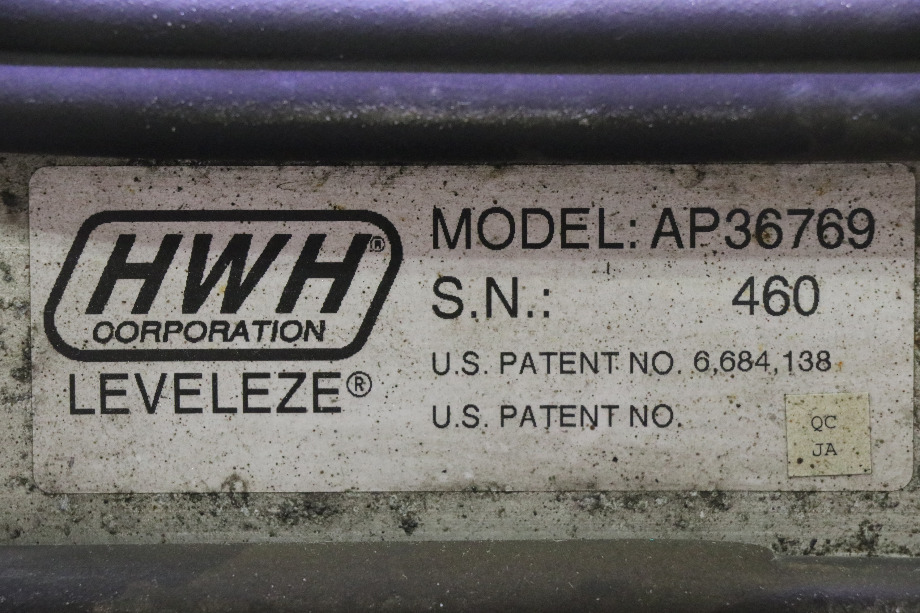 HWH®
CORPORATION
LEVELEZE®
MODEL: AP36769
S.N.: 460
U.S. PATENT NO. 6,684,138
U.S. PATENT NO.
QC
JA